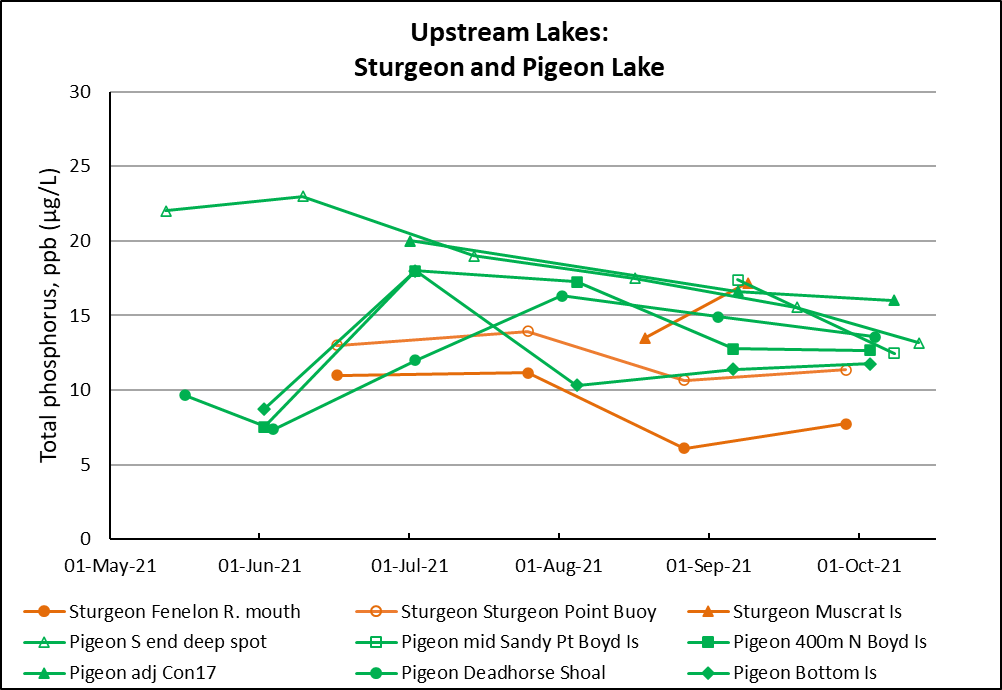 Upstream Lakes:
Sturgeon and Pigeon Lake
Total phosphorus, ppb (µg/L)
30
25
20
15
10
5
0
01-May-21 01-Jun-21 01-Jul-21 01-Aug-21 01-Sep-21 01-Oct-21
Sturgeon Fenelon R. mouth Sturgeon Sturgeon Point Buoy Sturgeon Muscrat Is
Pigeon S end deep spot Pigeon mid Sandy Pt Boyd Is Pigeon 400m N Boyd Is
Pigeon adj Con17 Pigeon Deadhorse Shoal Pigeon Bottom Is